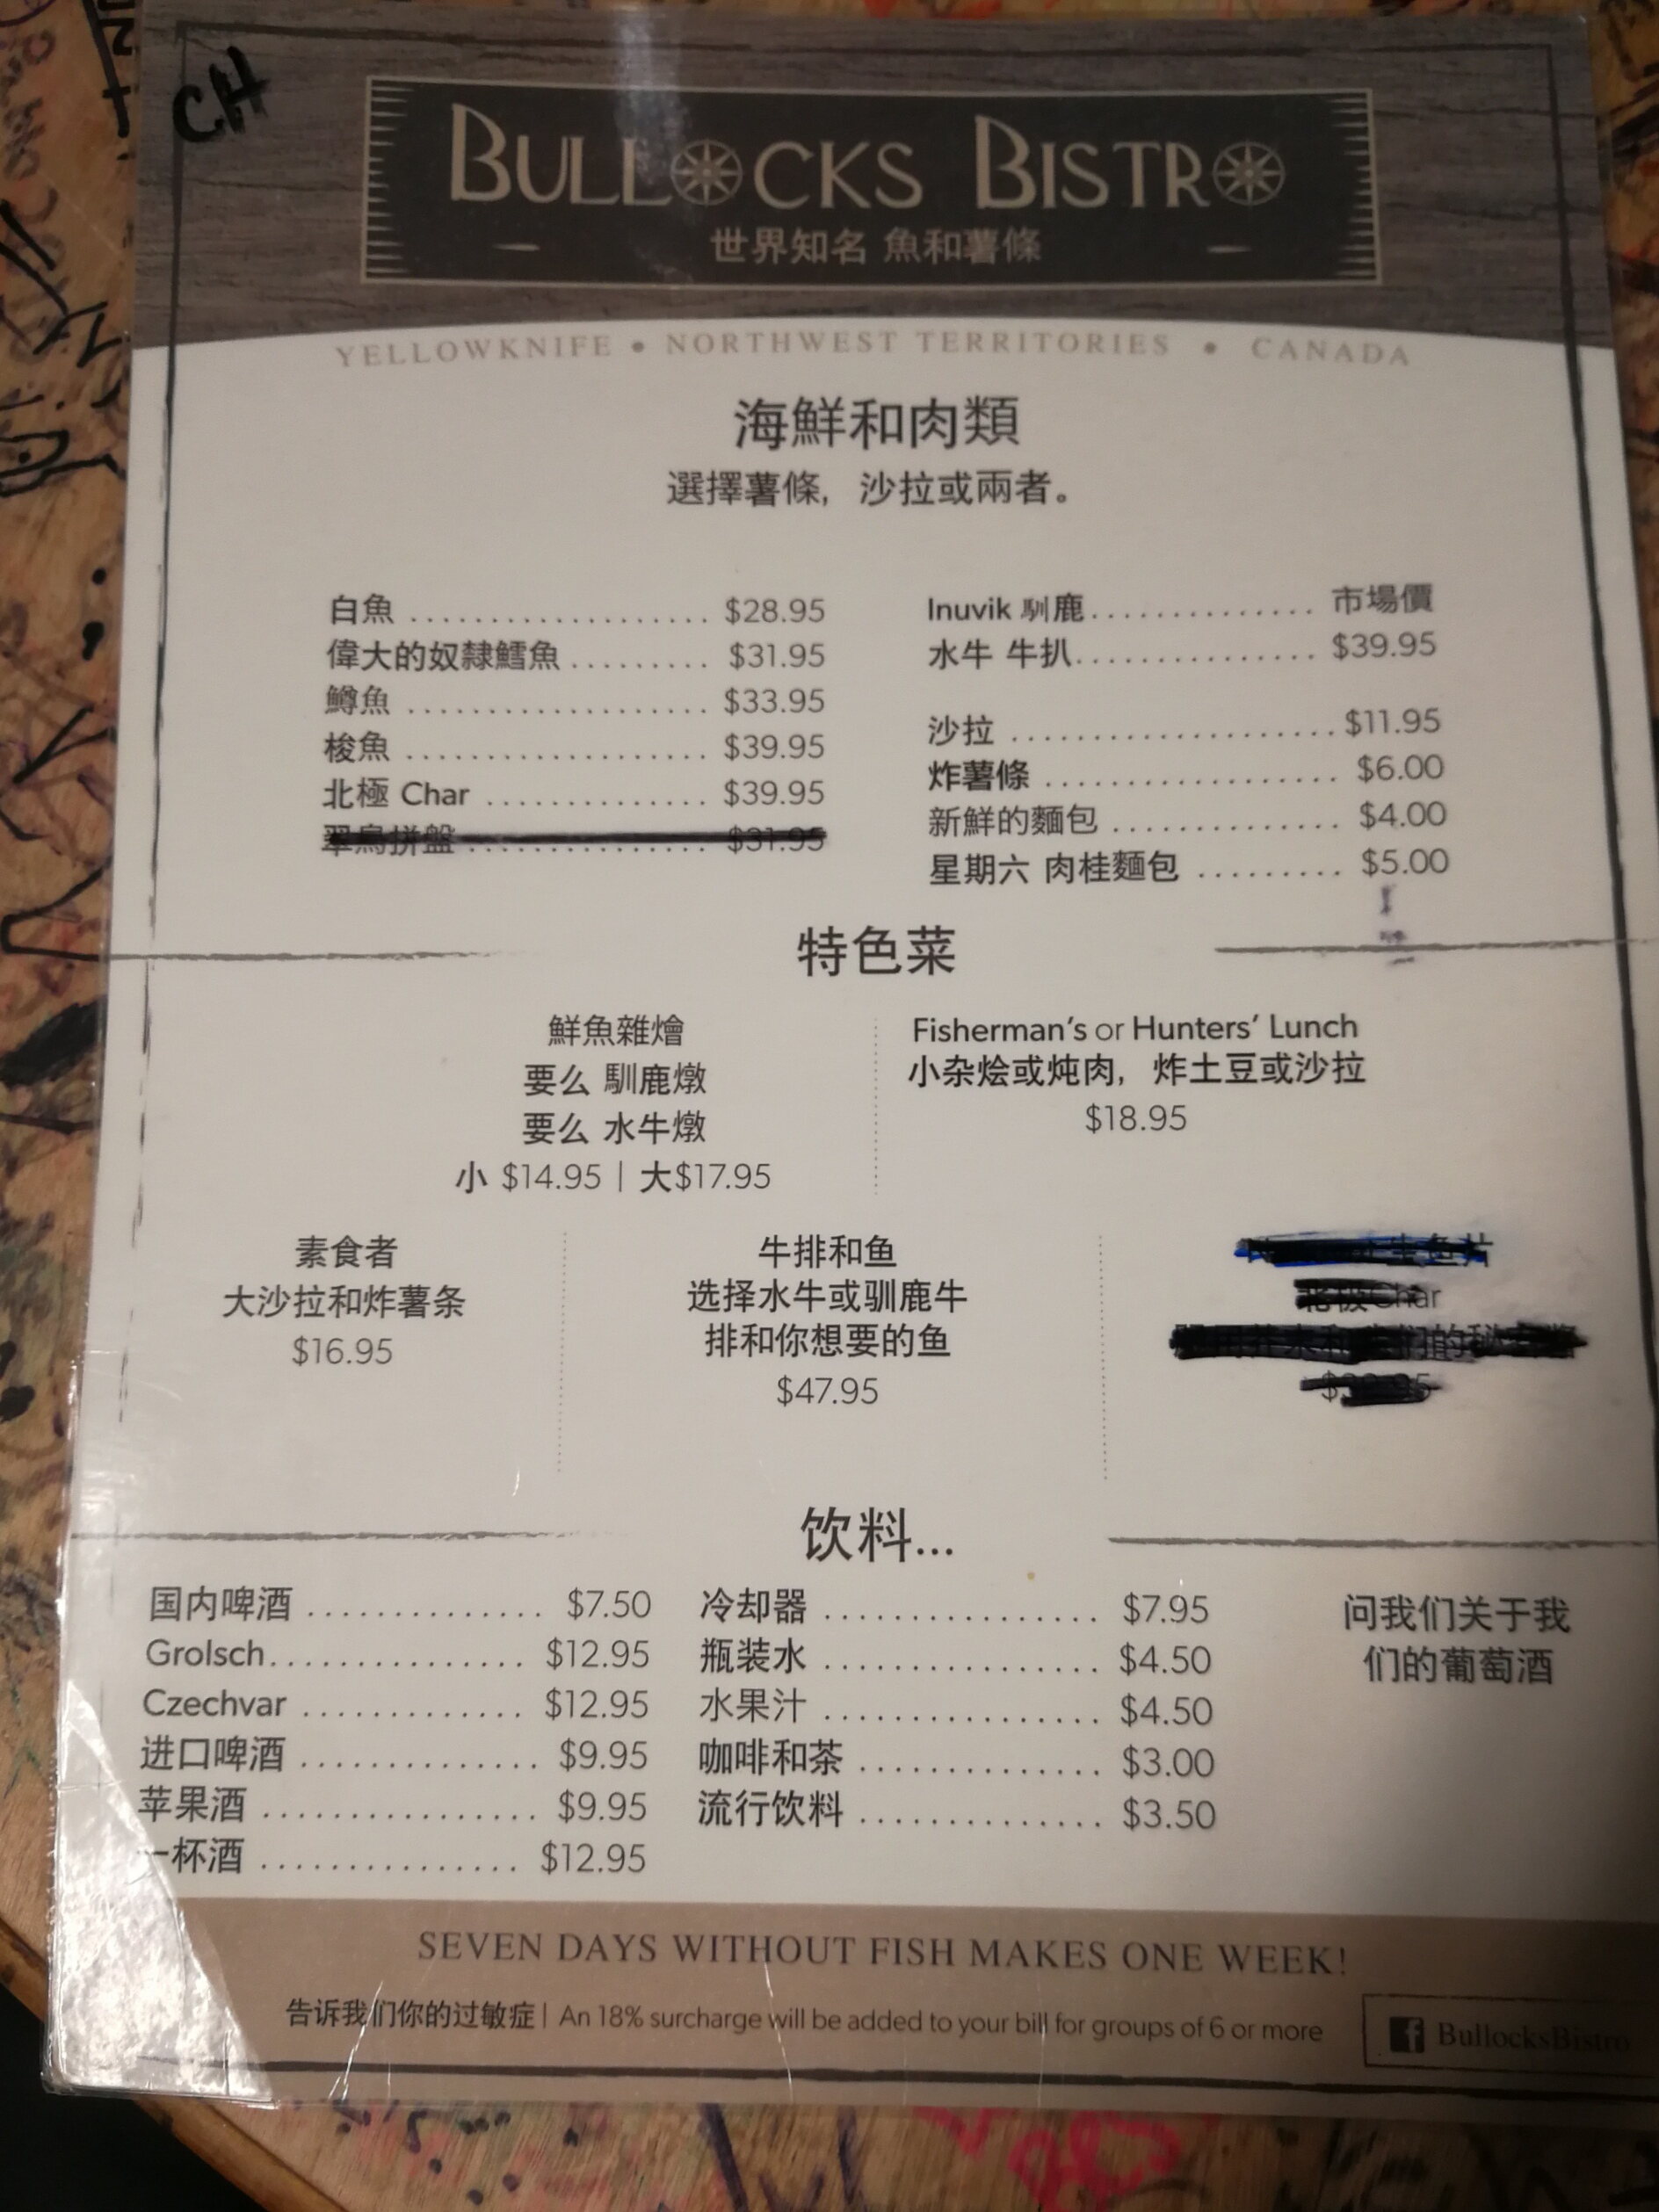 CH
BULLOCKS BISTRO
世界知名 魚和薯條
YELLOWKNIFE • NORTHWEST TERRITORIES • CANADA
海鮮和肉類
選擇薯條，沙拉或兩者。
白魚 .................... $28.95
偉大的奴隸鱈魚 ......... $31.95
鱒魚 .................... $33.95
梭魚 .................... $39.95
北極 Char ............... $39.95
翠鳥拼盤 ................ $31.95
Inuvik 馴鹿............... 市場價
水牛 牛扒................ $39.95
沙拉 ..................... $11.95
炸薯條 .................. $6.00
新鮮的麵包 .............. $4.00
星期六 肉桂麵包 ......... $5.00
特色菜
鮮魚雜燴
要么 馴鹿燉
要么 水牛燉
小 $14.95 | 大$17.95
Fisherman's or Hunters' Lunch
小杂烩或炖肉，炸土豆或沙拉
$18.95
素食者
大沙拉和炸薯条
$16.95
牛排和鱼
选择水牛或驯鹿牛
排和你想要的鱼
$47.95
北极Char
饮料...
国内啤酒 .............. $7.50
Grolsch................ $12.95
Czechvar .............. $12.95
进口啤酒 .............. $9.95
苹果酒 ................ $9.95
一杯酒 ................ $12.95
冷却器 ................. $7.95
瓶装水 ................. $4.50
水果汁 ................. $4.50
咖啡和茶 ............... $3.00
流行饮料 ............... $3.50
问我们关于我
们的葡萄酒
SEVEN DAYS WITHOUT FISH MAKES ONE WEEK!
告诉我们你的过敏症 | An 18% surcharge will be added to your bill for groups of 6 or more
BullocksBistro